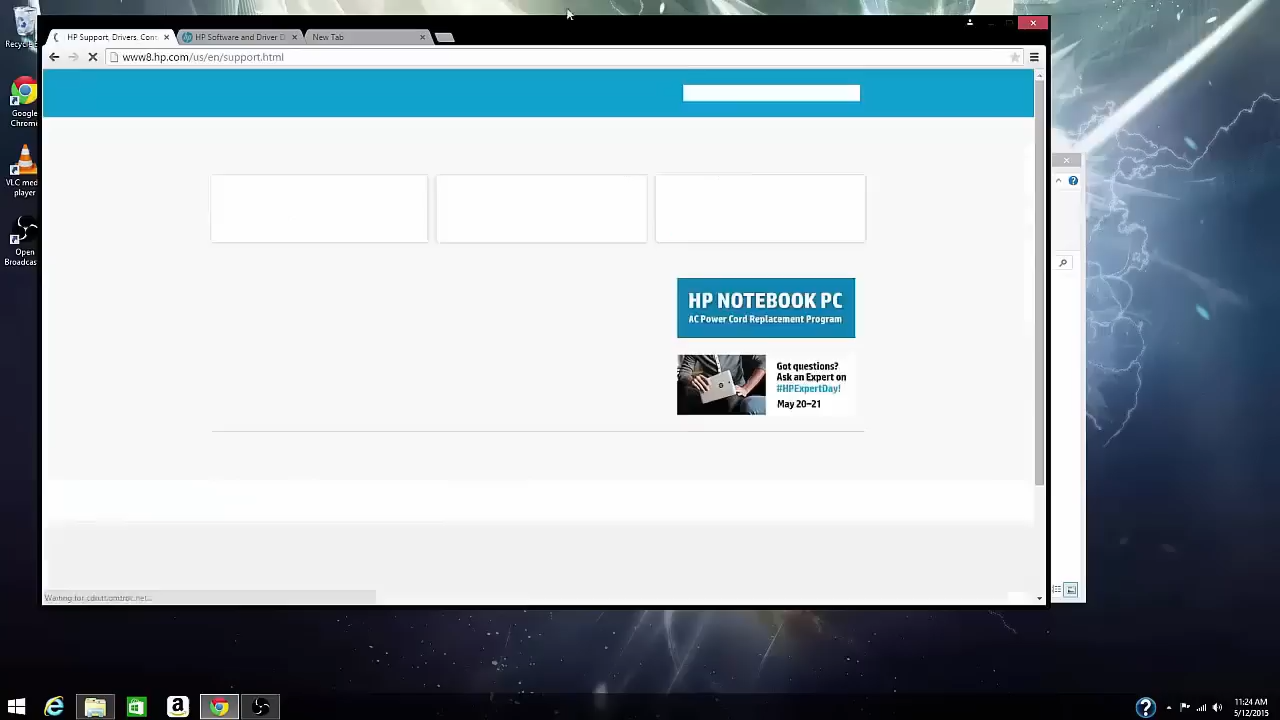 Recycle
HP Support, Drivers. Cont
HP Software and Driver D
New Tab
www8.hp.com/us/en/support.html
Google
Chrome
VLC media
player
Open
Broadcas
HP NOTEBOOK PC
AC Power Cord Replacement Program
Got questions?
Ask an Expert on
#HPExpertDay!
May 20–21
11:24 AM
5/12/2015